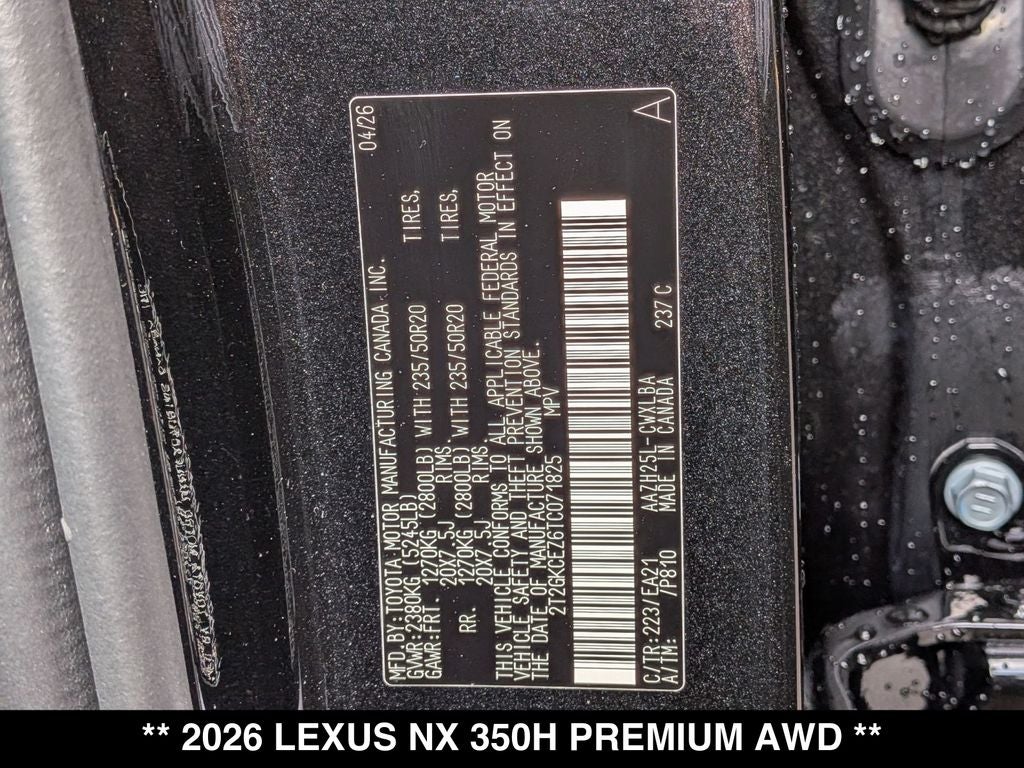 MFD.BY:TOYOTA MOTOR MANUFACTURING CANADA INC. 04/26
GVWR:2380KG (5245LB)
GAWR:FRT. 1270KG (2800LB) WITH 235/50R20 TIRES,
20X7.5J RIMS.
RR. 1270KG (2800LB) WITH 235/50R20 TIRES,
20X7.5J RIMS.
THIS VEHICLE CONFORMS TO ALL APPLICABLE FEDERAL MOTOR
VEHICLE SAFETY AND THEFT PREVENTION STANDARDS IN EFFECT ON
THE DATE OF MANUFACTURE SHOWN ABOVE.
2T2GKCEZ6TC071825 MPV
C/TR:223/EA21 AAZH25L-CWXLBA 237C
A/TM: /P810 MADE IN CANADA
A
** 2026 LEXUS NX 350H PREMIUM AWD **